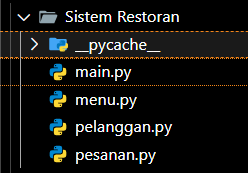 Sistem Restoran
__pycache__
main.py
menu.py
pelanggan.py
pesanan.py